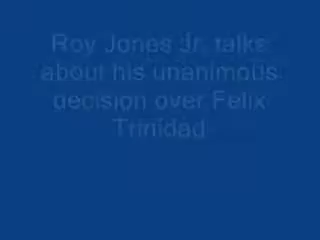 Roy Jones Jr. talks
about his unanimous
decision over Felix
Trinidad